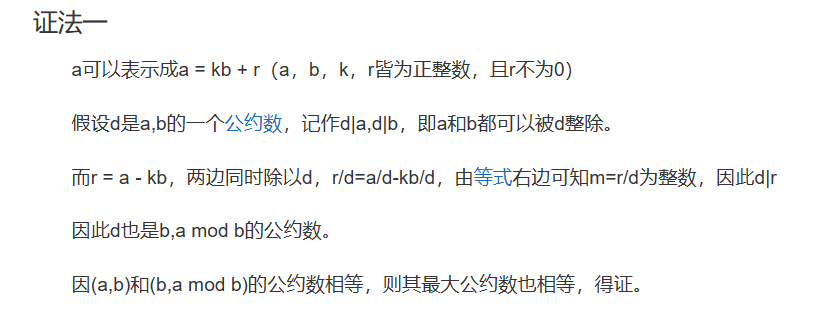 证法一
a可以表示成a = kb + r（a，b，k，r皆为正整数，且r不为0）
假设d是a,b的一个公约数，记作d|a,d|b，即a和b都可以被d整除。
而r = a - kb，两边同时除以d，r/d=a/d-kb/d，由等式右边可知m=r/d为整数，因此d|r
因此d也是b,a mod b的公约数。
因(a,b)和(b,a mod b)的公约数相等，则其最大公约数也相等，得证。